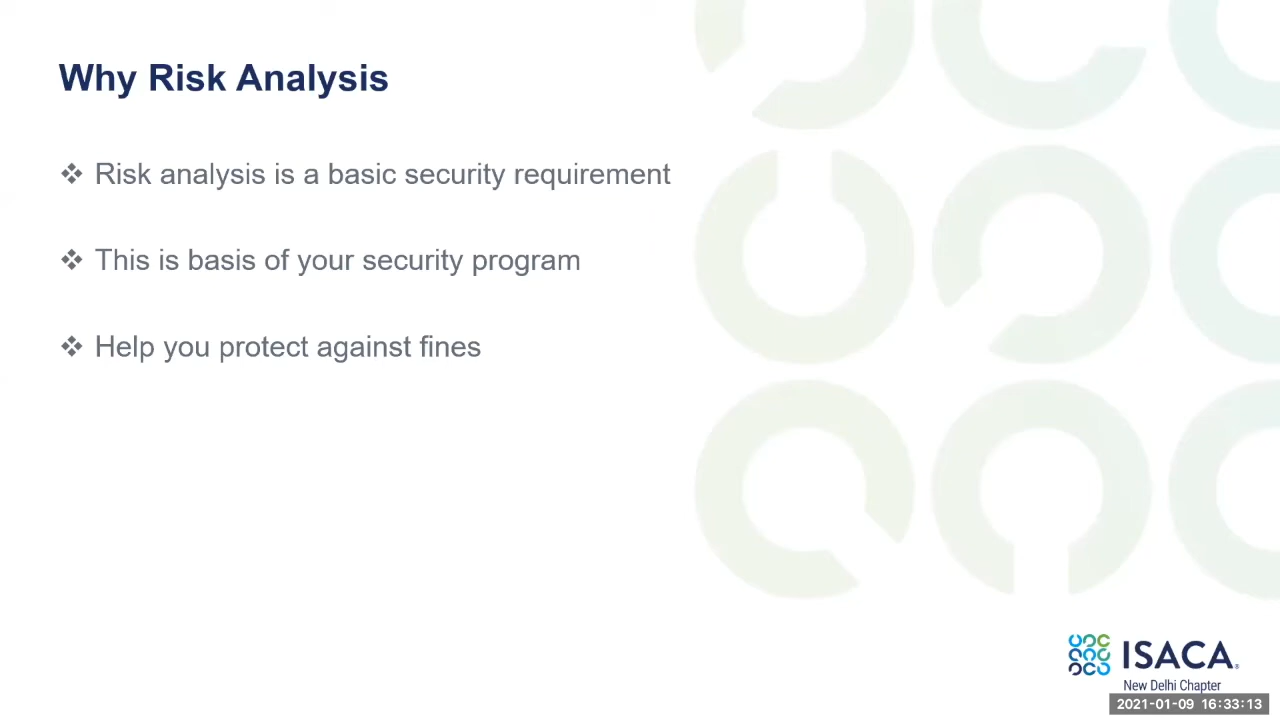 Why Risk Analysis
❖ Risk analysis is a basic security requirement
❖ This is basis of your security program
❖ Help you protect against fines
ISACA®
New Delhi Chapter
2021-01-09 16:33:13